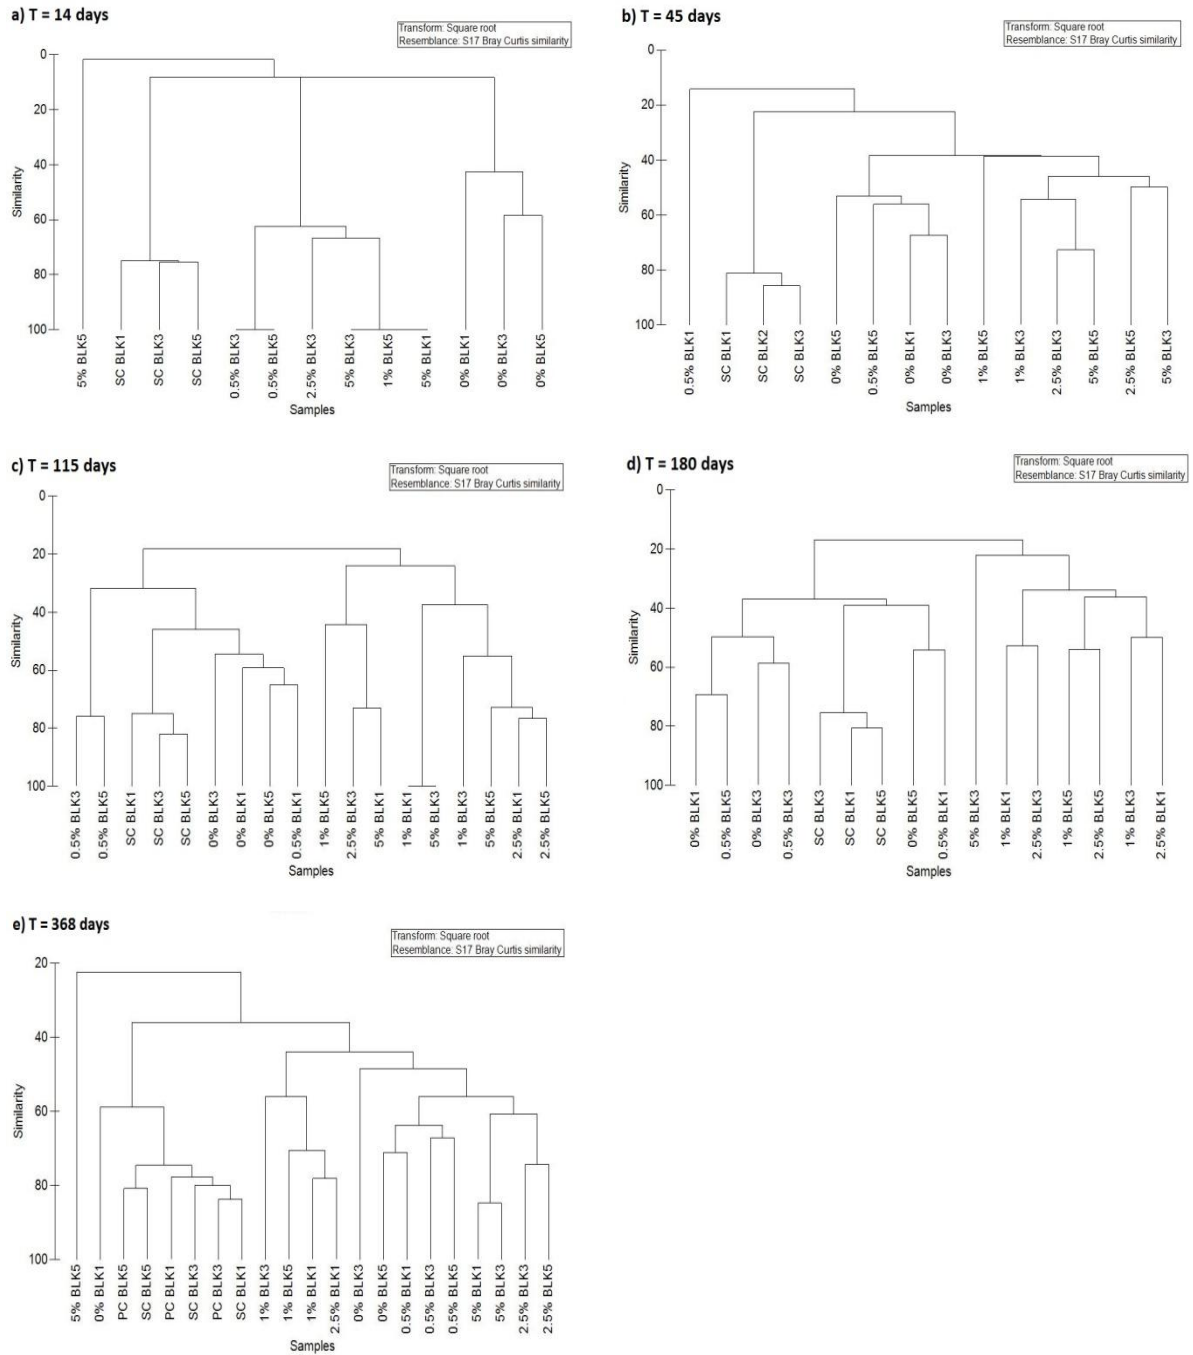 a) T = 14 days
Transform: Square root
Resemblance: S17 Bray Curtis similarity
0
20
40
60
80
100
Similarity
5% BLK5
SC BLK1
SC BLK3
SC BLK5
0.5% BLK3
0.5% BLK5
2.5% BLK3
5% BLK3
1% BLK5
5% BLK1
0% BLK1
0% BLK3
0% BLK5
Samples
b) T = 45 days
Transform: Square root
Resemblance: S17 Bray Curtis similarity
0
20
40
60
80
100
Similarity
0.5% BLK1
SC BLK1
SC BLK2
SC BLK3
0% BLK5
0.5% BLK5
0% BLK1
0% BLK3
1% BLK5
1% BLK3
2.5% BLK3
5% BLK5
2.5% BLK5
5% BLK3
Samples
c) T = 115 days
Transform: Square root
Resemblance: S17 Bray Curtis similarity
0
20
40
60
80
100
Similarity
0.5% BLK3
0.5% BLK5
SC BLK1
SC BLK3
SC BLK5
0% BLK3
0% BLK1
0% BLK5
0.5% BLK1
1% BLK5
2.5% BLK3
5% BLK1
1% BLK1
5% BLK3
1% BLK3
5% BLK5
2.5% BLK1
2.5% BLK5
Samples
d) T = 180 days
Transform: Square root
Resemblance: S17 Bray Curtis similarity
0
20
40
60
80
100
Similarity
0% BLK1
0.5% BLK5
0% BLK3
0.5% BLK3
SC BLK3
SC BLK1
SC BLK5
0% BLK5
0.5% BLK1
5% BLK3
1% BLK1
2.5% BLK3
1% BLK5
2.5% BLK5
1% BLK3
2.5% BLK1
Samples
e) T = 368 days
Transform: Square root
Resemblance: S17 Bray Curtis similarity
20
40
60
80
100
Similarity
5% BLK5
0% BLK1
PC BLK5
SC BLK5
PC BLK1
SC BLK3
PC BLK3
SC BLK1
1% BLK3
1% BLK5
1% BLK1
2.5% BLK1
0% BLK3
0% BLK5
0.5% BLK1
0.5% BLK3
0.5% BLK5
5% BLK1
5% BLK3
2.5% BLK3
2.5% BLK5
Samples